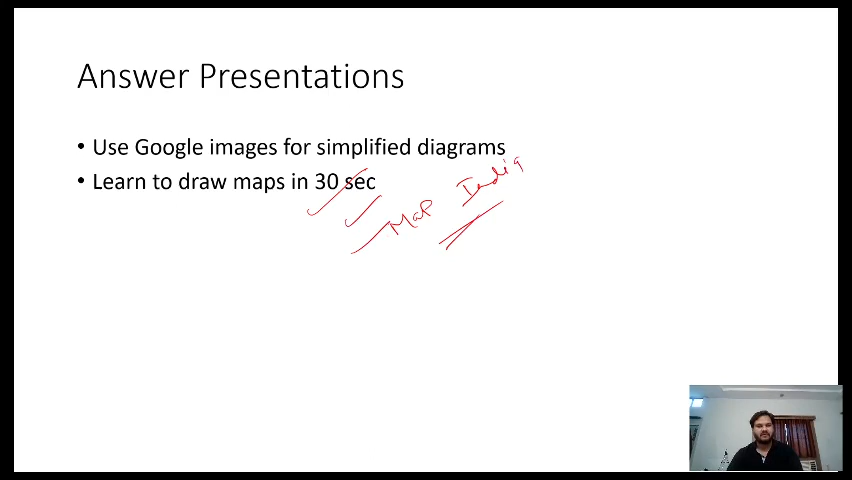 Answer Presentations
• Use Google images for simplified diagrams
• Learn to draw maps in 30 sec
Map India